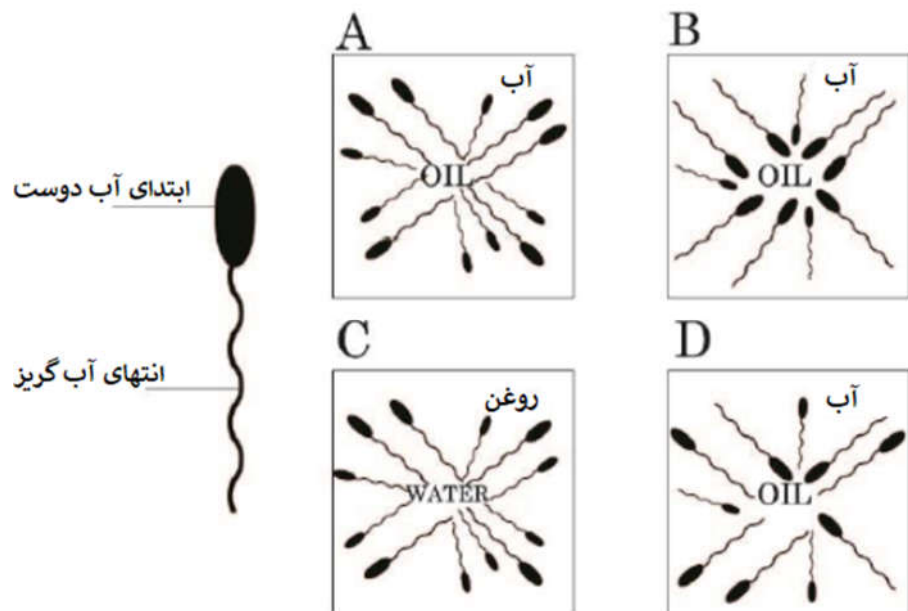 ابتدای آب دوست
انتهای آب گریز
A
آب
OIL
B
آب
OIL
C
روغن
WATER
D
آب
OIL